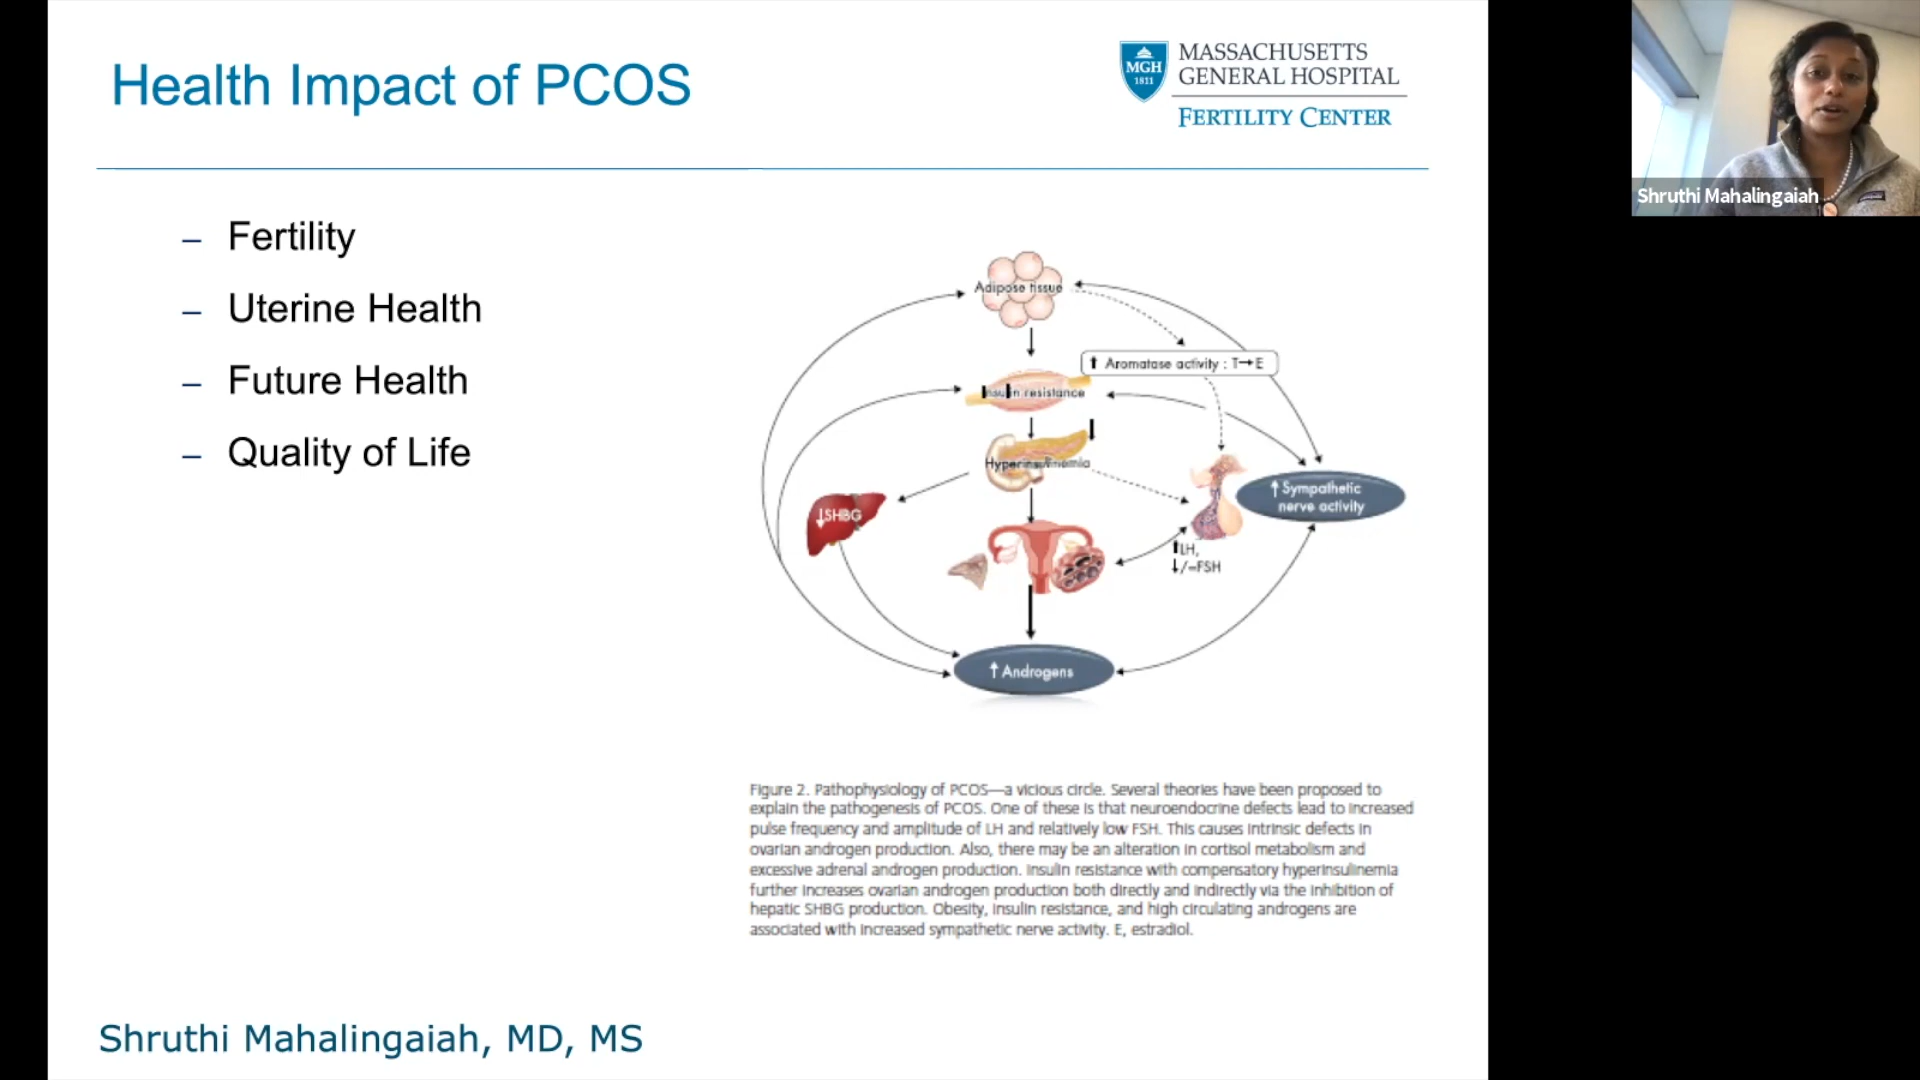 Health Impact of PCOS
MGH
1811
MASSACHUSETTS
GENERAL HOSPITAL
FERTILITY CENTER
Shruthi Mahalingaiah
– Fertility
– Uterine Health
– Future Health
– Quality of Life
Adipose tissue
↑ Aromatase activity : T→E
Insulin resistance
Hyperinsulinemia
↓SHBG
↑Sympathetic
nerve activity
↑LH,
↓/=FSH
↑ Androgens
Figure 2. Pathophysiology of PCOS—a vicious circle. Several theories have been proposed to
explain the pathogenesis of PCOS. One of these is that neuroendocrine defects lead to increased
pulse frequency and amplitude of LH and relatively low FSH. This causes intrinsic defects in
ovarian androgen production. Also, there may be an alteration in cortisol metabolism and
excessive adrenal androgen production. Insulin resistance with compensatory hyperinsulinemia
further increases ovarian androgen production both directly and indirectly via the inhibition of
hepatic SHBG production. Obesity, insulin resistance, and high circulating androgens are
associated with increased sympathetic nerve activity. E, estradiol.
Shruthi Mahalingaiah, MD, MS